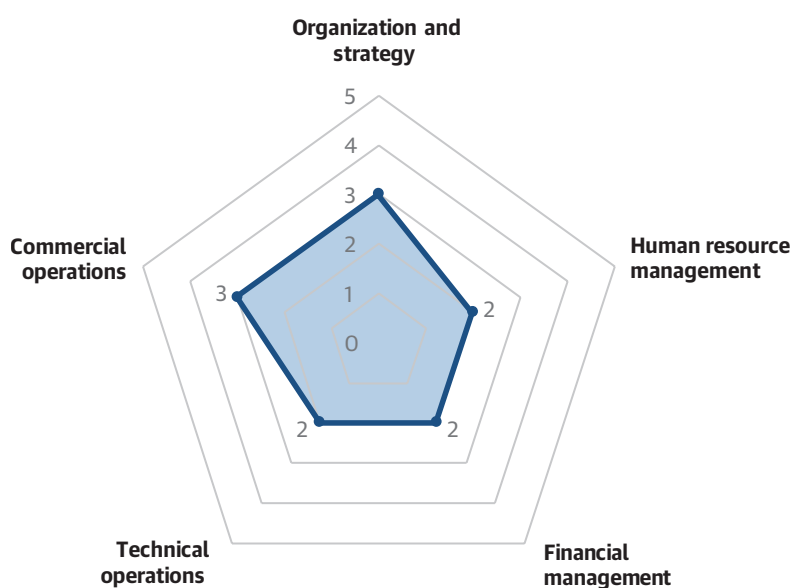 Organization and
strategy
5
4
3
2
1
0
Commercial
operations
3
Human resource
management
2
2
2
Technical
operations
Financial
management